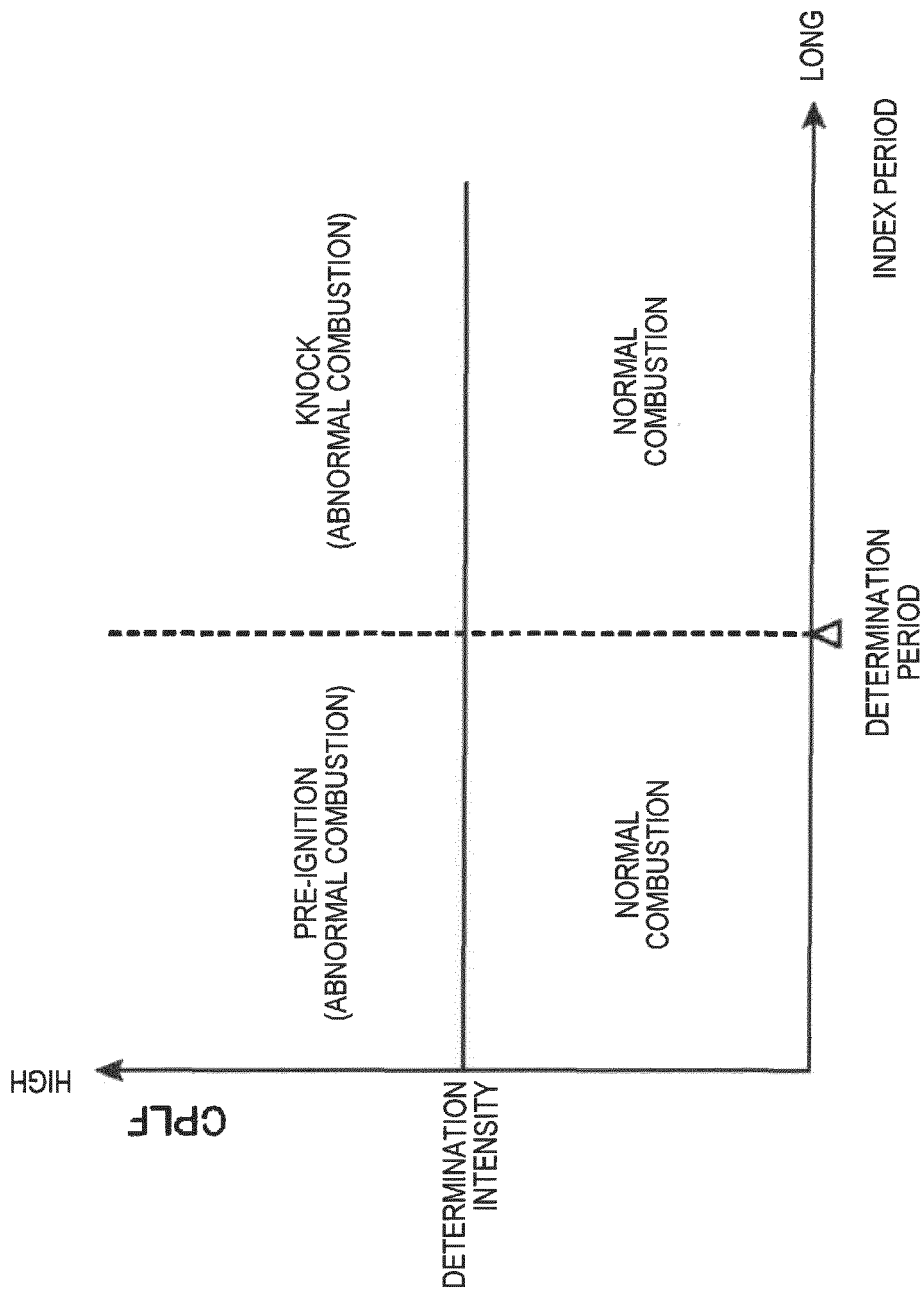 HIGH
CPLF
PRE-IGNITION
(ABNORMAL COMBUSTION)
KNOCK
(ABNORMAL COMBUSTION)
DETERMINATION
INTENSITY
NORMAL
COMBUSTION
NORMAL
COMBUSTION
LONG
DETERMINATION
PERIOD
INDEX PERIOD